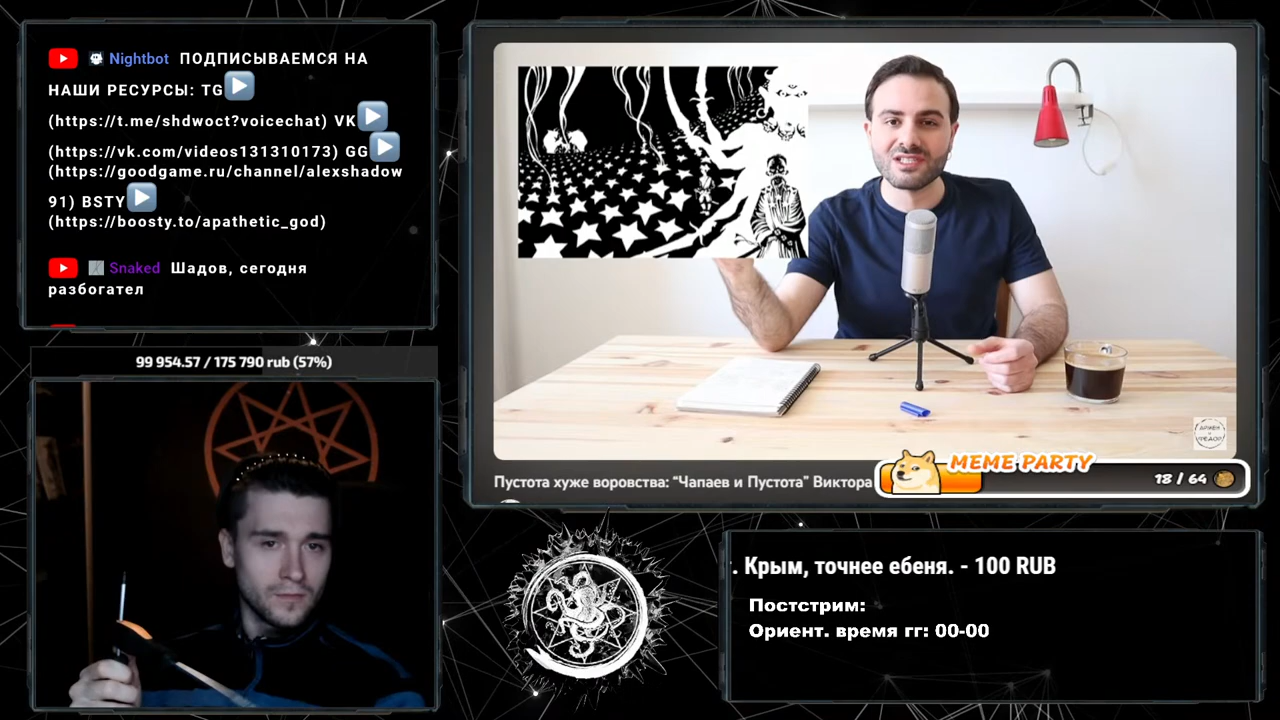 Nightbot ПОДПИСЫВАЕМСЯ НА
НАШИ РЕСУРСЫ: TG
(https://t.me/shdwoct?voicechat) VK
(https://vk.com/videos131310173) GG
(https://goodgame.ru/channel/alexshadow
91) BSTY
(https://boosty.to/apathetic_god)
Snaked Шадов, сегодня
разбогател
99 954.57 / 175 790 rub (57%)
АРМЕН
И
ФЕДОР
Пустота хуже воровства: “Чапаев и Пустота” Виктора
MEME PARTY
18 / 64
. Крым, точнее ебеня. - 100 RUB
Постстрим:
Ориент. время гг: 00-00